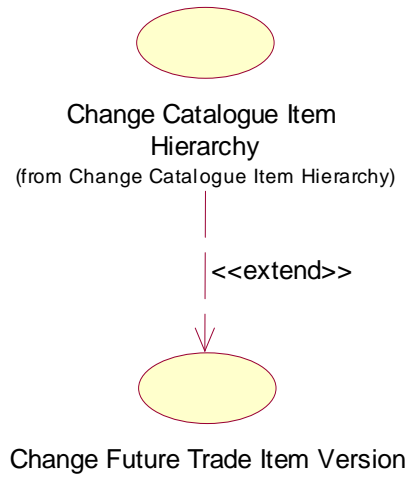 Change Catalogue Item
Hierarchy
(from Change Catalogue Item Hierarchy)
<<extend>>
Change Future Trade Item Version